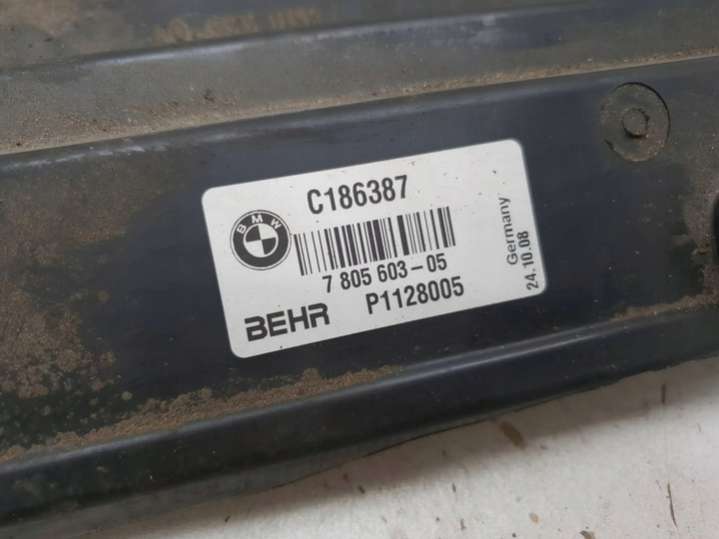 C186387
BMW
7 805 603-05
BEHR P1128005
Germany
24.10.08